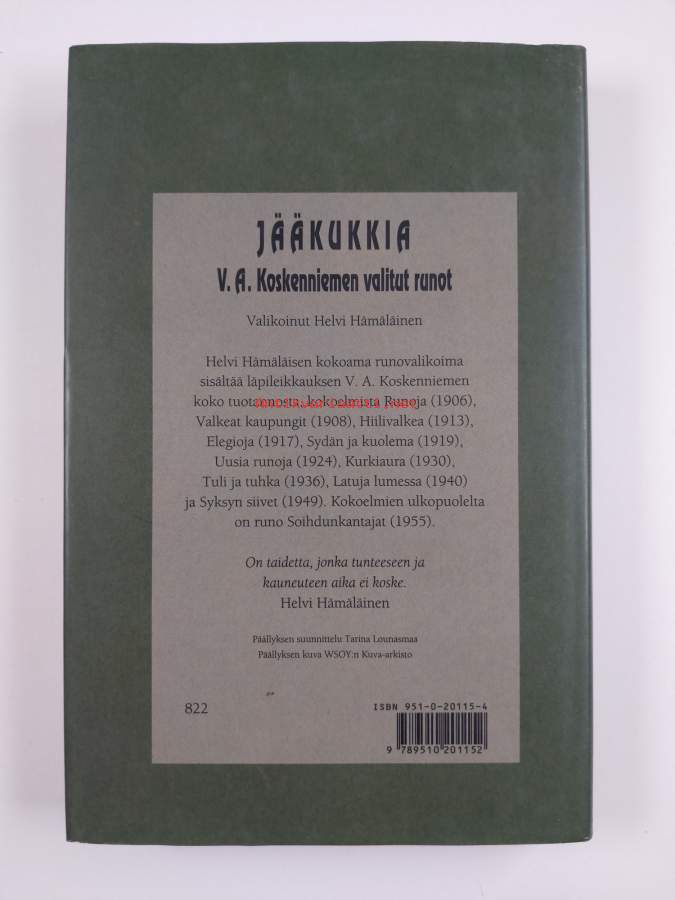 JÄÄKUKKIA
V. A. Koskenniemen valitut runot
Valikoinut Helvi Hämäläinen
Helvi Hämäläisen kokoama runovalikoima
sisältää läpileikkauksen V. A. Koskenniemen
koko tuotannosta, kokoelmista Runoja (1906),
Valkeat kaupungit (1908), Hiilivalkea (1913),
Elegioja (1917), Sydän ja kuolema (1919),
Uusia runoja (1924), Kurkiaura (1930),
Tuli ja tuhka (1936), Latuja lumessa (1940)
ja Syksyn siivet (1949). Kokoelmien ulkopuolelta
on runo Soihdunkantajat (1955).
On taidetta, jonka tunteeseen ja
kauneuteen aika ei koske.
Helvi Hämäläinen
Päällyksen suunnittelu Tarina Lounasmaa
Päällyksen kuva WSOY:n Kuva-arkisto
822
ISBN 951-0-20115-4
9 789510 201152